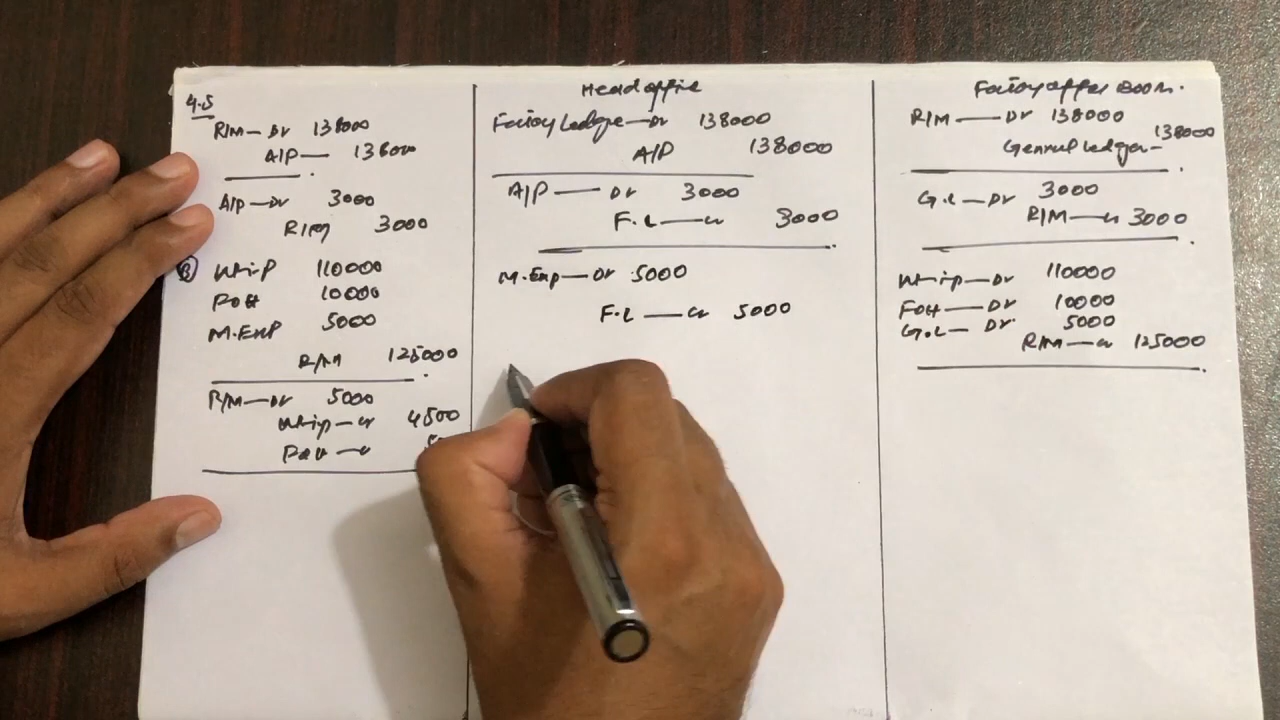 4.5
R/M — Dr 138000
A/P — 138000
A/p — Dr 3000
R/M 3000
W-i-P 110000
FOH 10000
M.EXP 5000
R/M 125000
R/M — Dr 5000
W-i-p — cr 4500
FOH — cr
Head office
Factory Ledger — Dr 138000
A/P 138000
A/P — Dr 3000
F.L — cr 3000
M.Exp — Dr 5000
F.L — cr 5000
Factory office Book.
R/M — Dr 138000
General ledger — 138000
G.L — Dr 3000
R/M — cr 3000
W-i-p — Dr 110000
FOH — Dr 10000
G.L — Dr. 5000
R/M — cr 125000